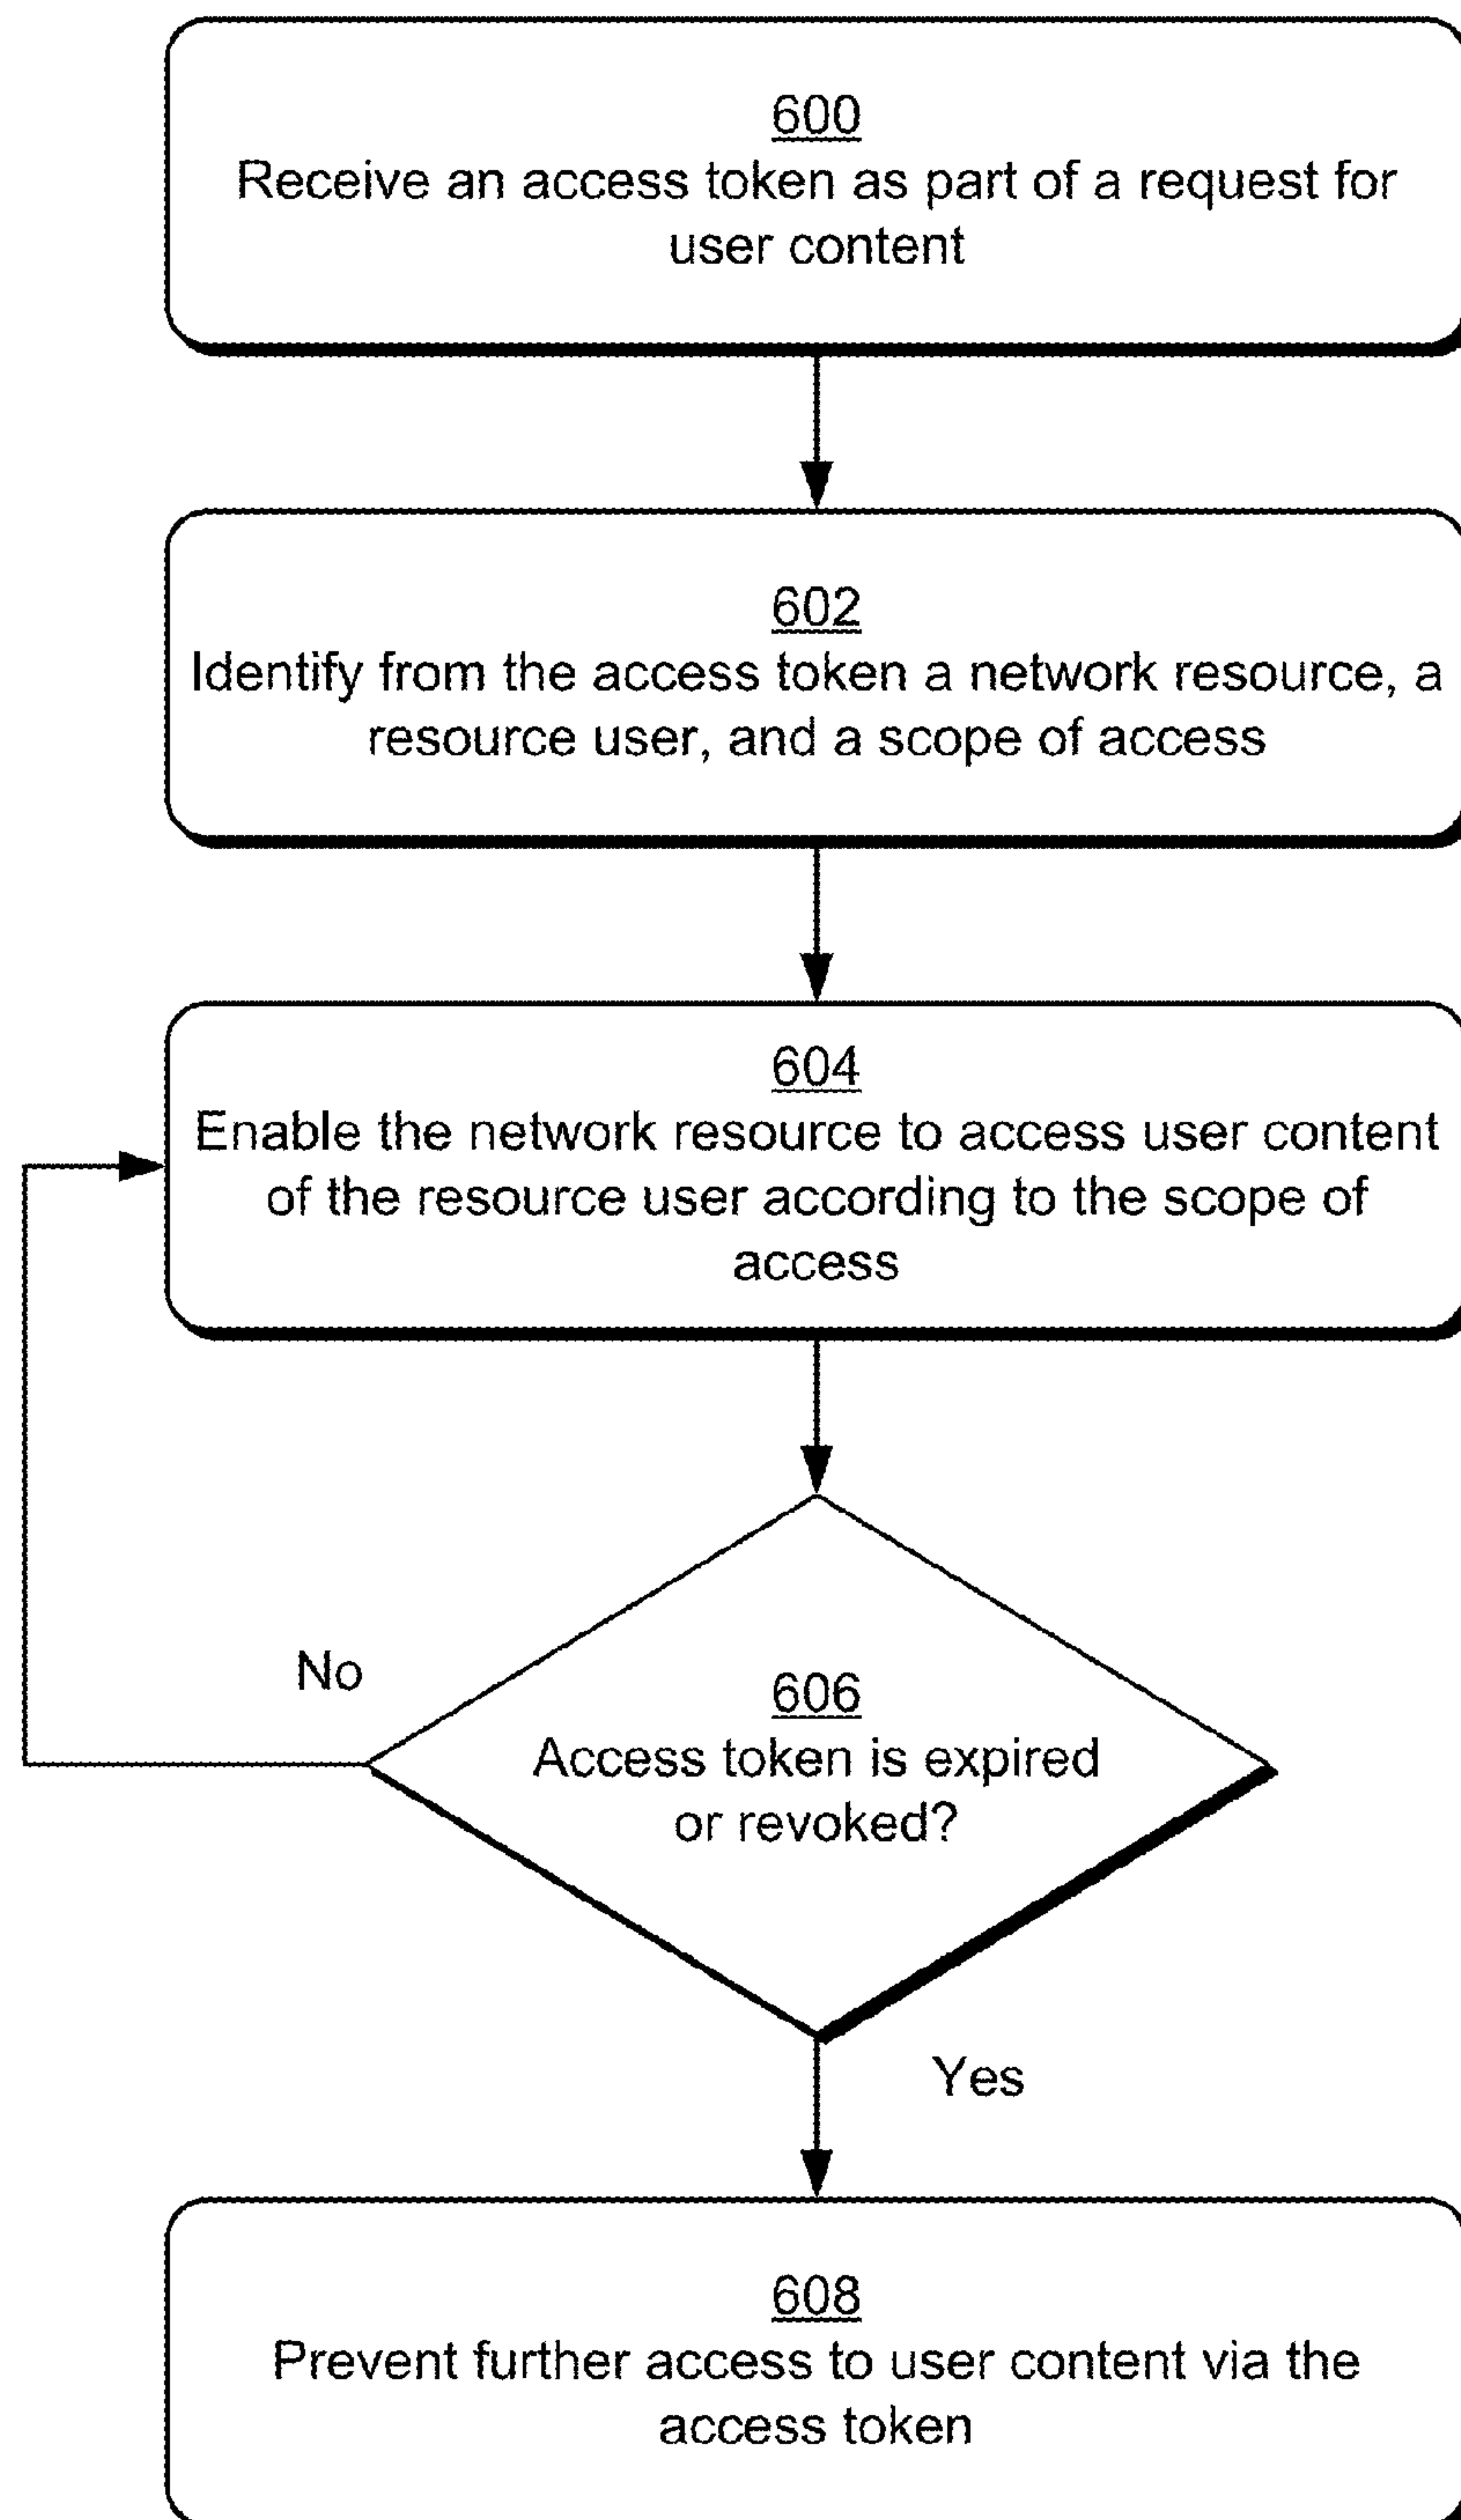 600
Receive an access token as part of a request for
user content
602
Identify from the access token a network resource, a
resource user, and a scope of access
604
Enable the network resource to access user content
of the resource user according to the scope of
access
No
606
Access token is expired
or revoked?
Yes
608
Prevent further access to user content via the
access token